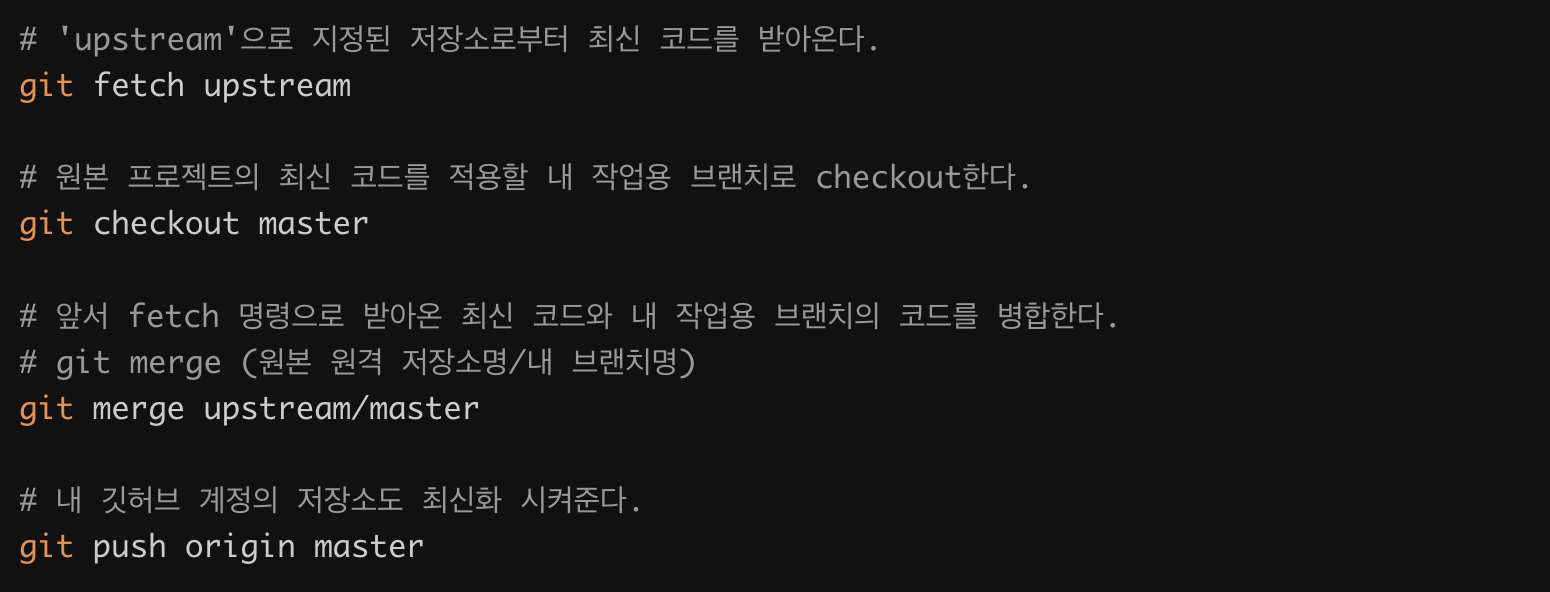 # 'upstream'으로 지정된 저장소로부터 최신 코드를 받아온다.
git fetch upstream
# 원본 프로젝트의 최신 코드를 적용할 내 작업용 브랜치로 checkout한다.
git checkout master
# 앞서 fetch 명령으로 받아온 최신 코드와 내 작업용 브랜치의 코드를 병합한다.
# git merge (원본 원격 저장소명/내 브랜치명)
git merge upstream/master
# 내 깃허브 계정의 저장소도 최신화 시켜준다.
git push origin master